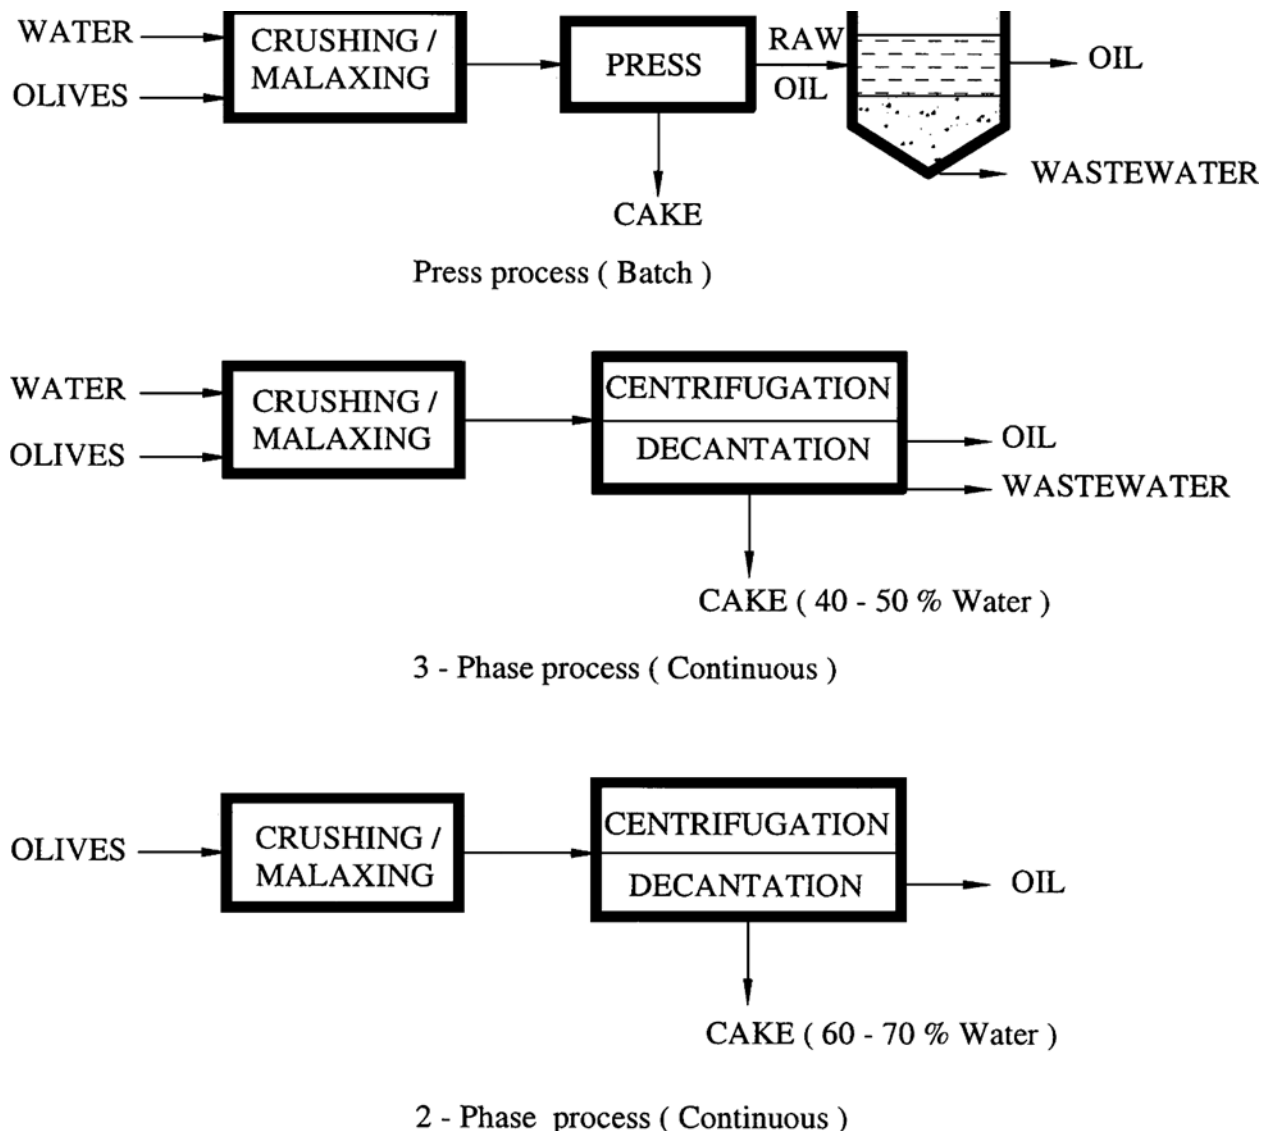 WATER
OLIVES
CRUSHING /
MALAXING
PRESS
RAW
OIL
OIL
WASTEWATER
CAKE
Press process ( Batch )
WATER
OLIVES
CRUSHING /
MALAXING
CENTRIFUGATION
DECANTATION
OIL
WASTEWATER
CAKE ( 40 - 50 % Water )
3 - Phase process ( Continuous )
OLIVES
CRUSHING /
MALAXING
CENTRIFUGATION
DECANTATION
OIL
CAKE ( 60 - 70 % Water )
2 - Phase process ( Continuous )